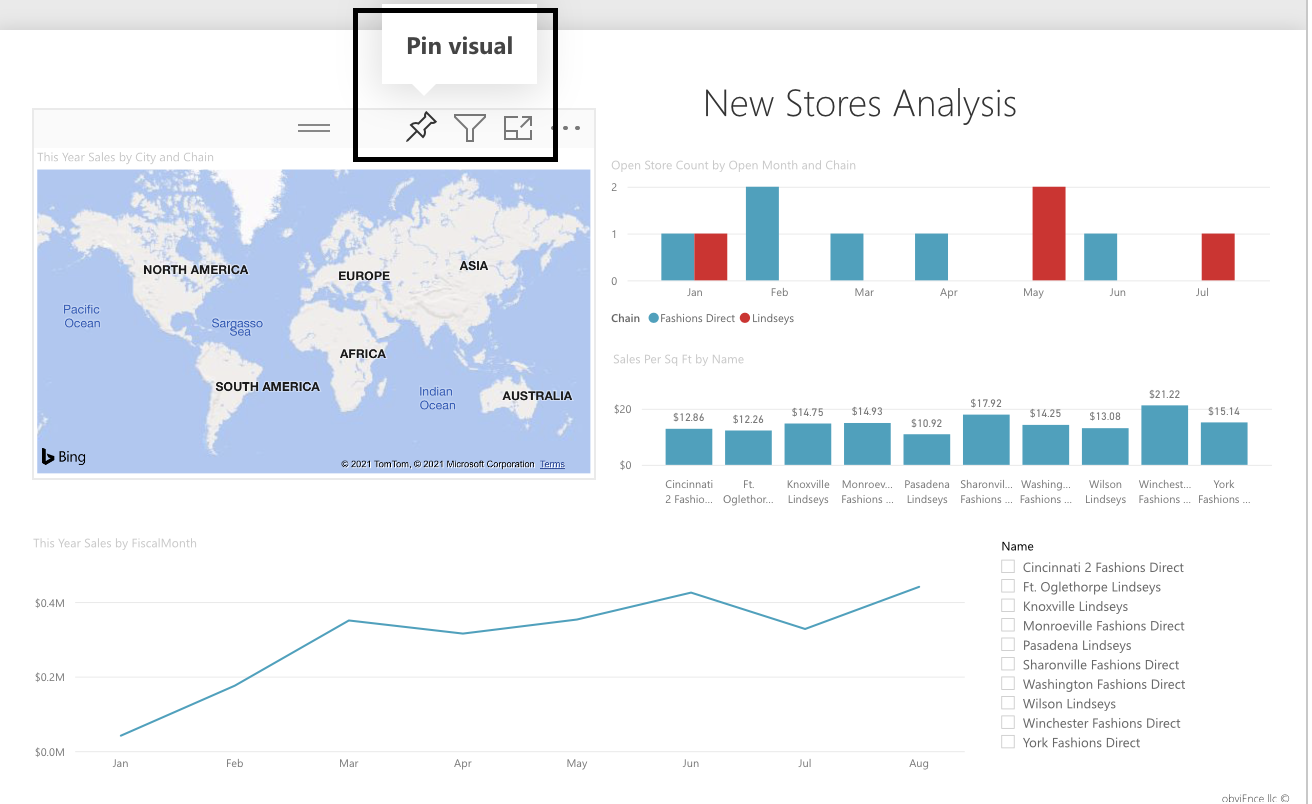 Pin visual
New Stores Analysis
This Year Sales by City and Chain
NORTH AMERICA
EUROPE
ASIA
Pacific
Ocean
Sargasso
Sea
AFRICA
SOUTH AMERICA
Indian
Ocean
AUSTRALIA
Bing
© 2021 TomTom, © 2021 Microsoft Corporation Terms
Open Store Count by Open Month and Chain
2
1
0
Jan Feb Mar Apr May Jun Jul
Chain Fashions Direct Lindseys
Sales Per Sq Ft by Name
$20
$0
$12.86 $12.26 $14.75 $14.93 $10.92 $17.92 $14.25 $13.08 $21.22 $15.14
Cincinnati Ft. Knoxville Monroev... Pasadena Sharonvil... Washing... Wilson Winchest... York
2 Fashio... Oglethor... Lindseys Fashions ... Lindseys Fashions ... Fashions ... Lindseys Fashions ... Fashions ...
This Year Sales by FiscalMonth
$0.4M
$0.2M
$0.0M
Jan Feb Mar Apr May Jun Jul Aug
Name
Cincinnati 2 Fashions Direct
Ft. Oglethorpe Lindseys
Knoxville Lindseys
Monroeville Fashions Direct
Pasadena Lindseys
Sharonville Fashions Direct
Washington Fashions Direct
Wilson Lindseys
Winchester Fashions Direct
York Fashions Direct
obviEnce llc ©